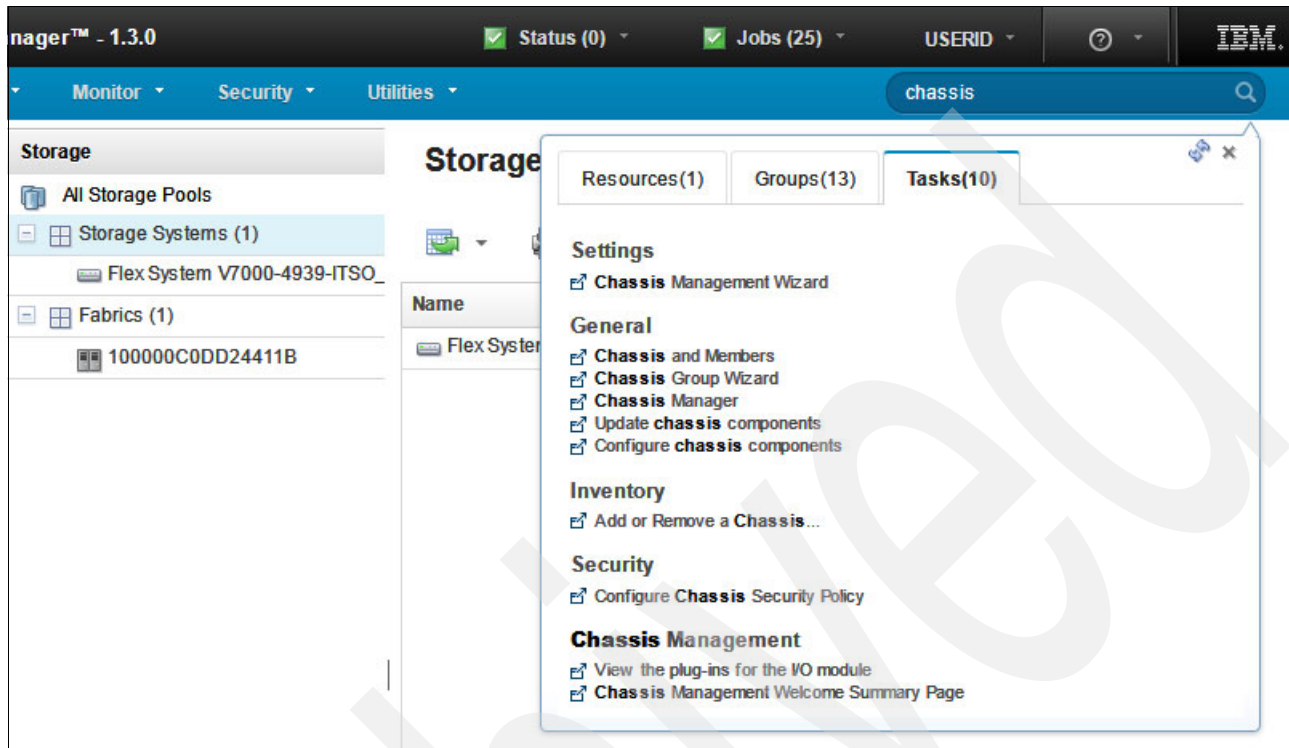 nager™ - 1.3.0 Status (0) Jobs (25) USERID ? IBM.
Monitor Security Utilities chassis
Storage
All Storage Pools
Storage Systems (1)
Flex System V7000-4939-ITSO_
Fabrics (1)
100000C0DD24411B
Storage
Name
Flex System
Resources(1) Groups(13) Tasks(10)
Settings
Chassis Management Wizard
General
Chassis and Members
Chassis Group Wizard
Chassis Manager
Update chassis components
Configure chassis components
Inventory
Add or Remove a Chassis...
Security
Configure Chassis Security Policy
Chassis Management
View the plug-ins for the I/O module
Chassis Management Welcome Summary Page